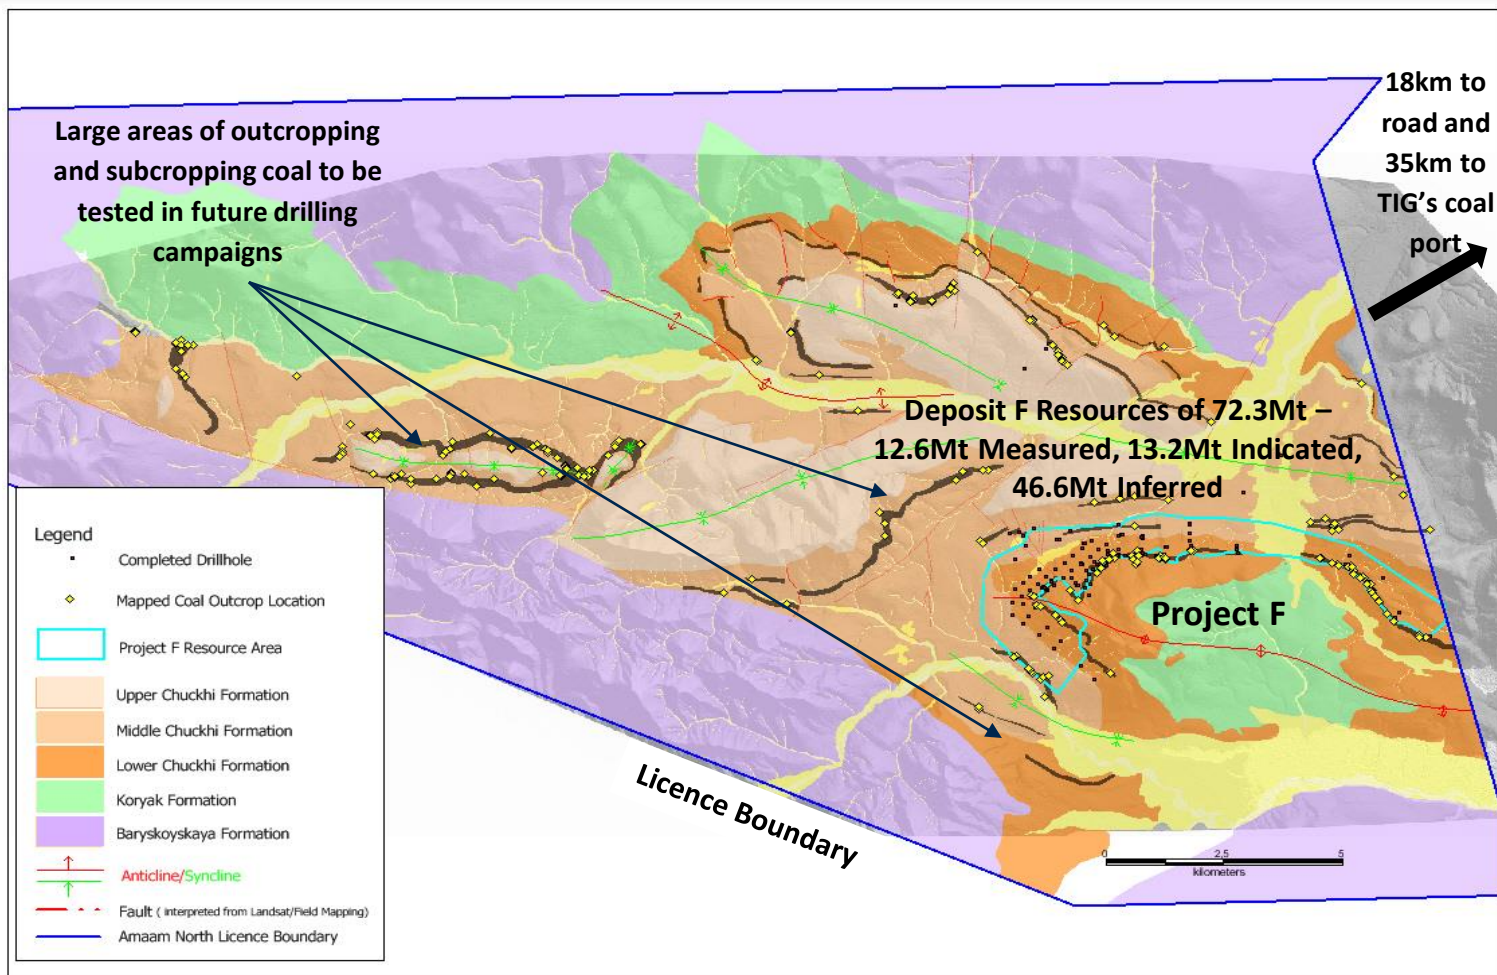 Large areas of outcropping
and subcropping coal to be
tested in future drilling
campaigns
18km to
road and
35km to
TIG's coal
port
Deposit F Resources of 72.3Mt –
12.6Mt Measured, 13.2Mt Indicated,
46.6Mt Inferred
Project F
Licence Boundary
Legend
Completed Drillhole
Mapped Coal Outcrop Location
Project F Resource Area
Upper Chuckhi Formation
Middle Chuckhi Formation
Lower Chuckhi Formation
Koryak Formation
Baryskoyskaya Formation
Anticline/Syncline
Fault ( interpreted from Landsat/Field Mapping)
Amaam North Licence Boundary
0 2,5 5
kilometers